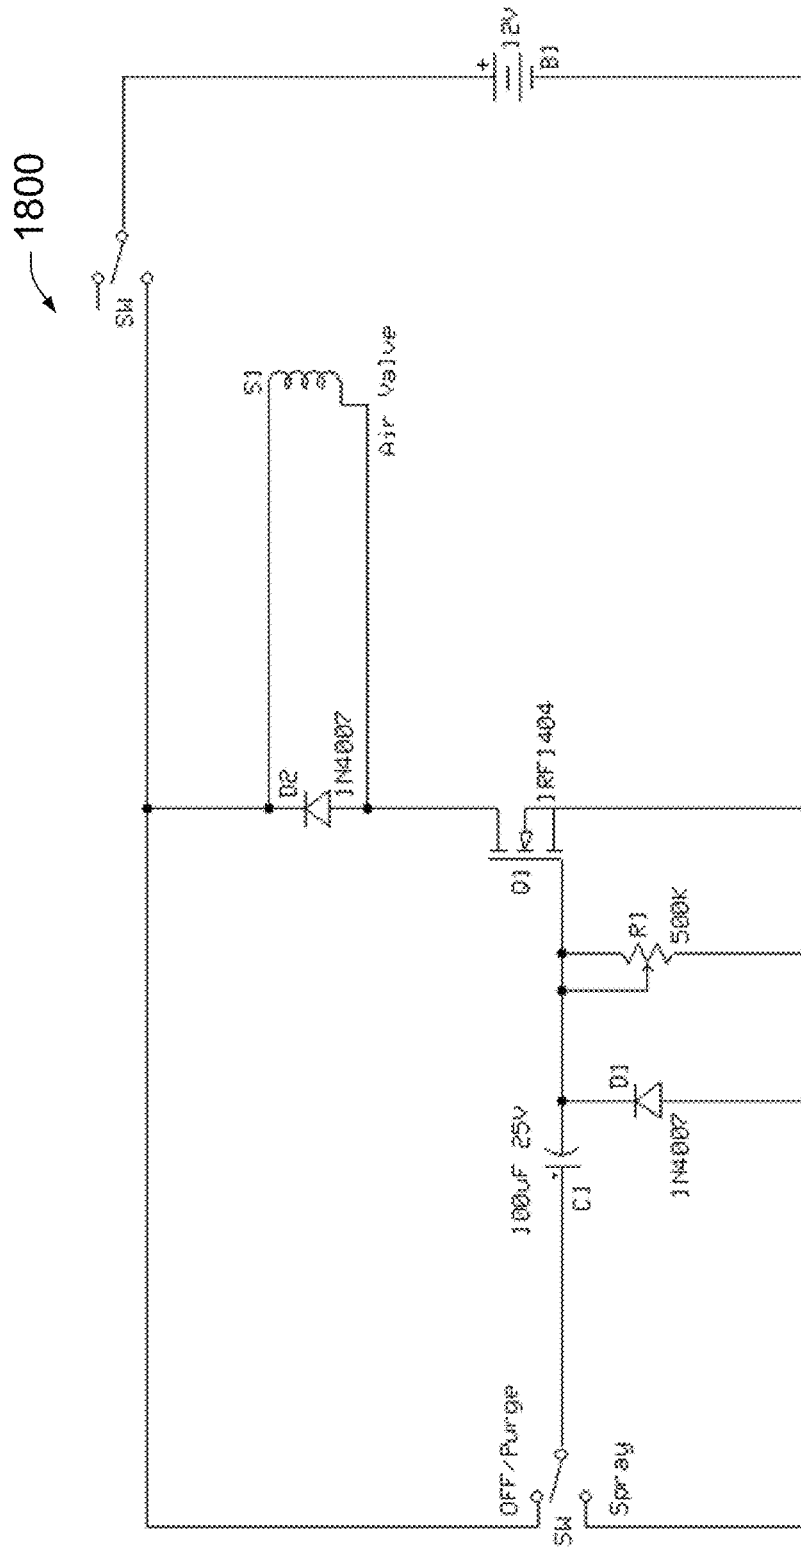 1800
SW
12V
+
B1
S1
Air Valve
D2
1N4007
Q1
IRF1404
R1
500K
D1
1N4007
100uF 25V
+
C1
OFF/Purge
SW
Spray